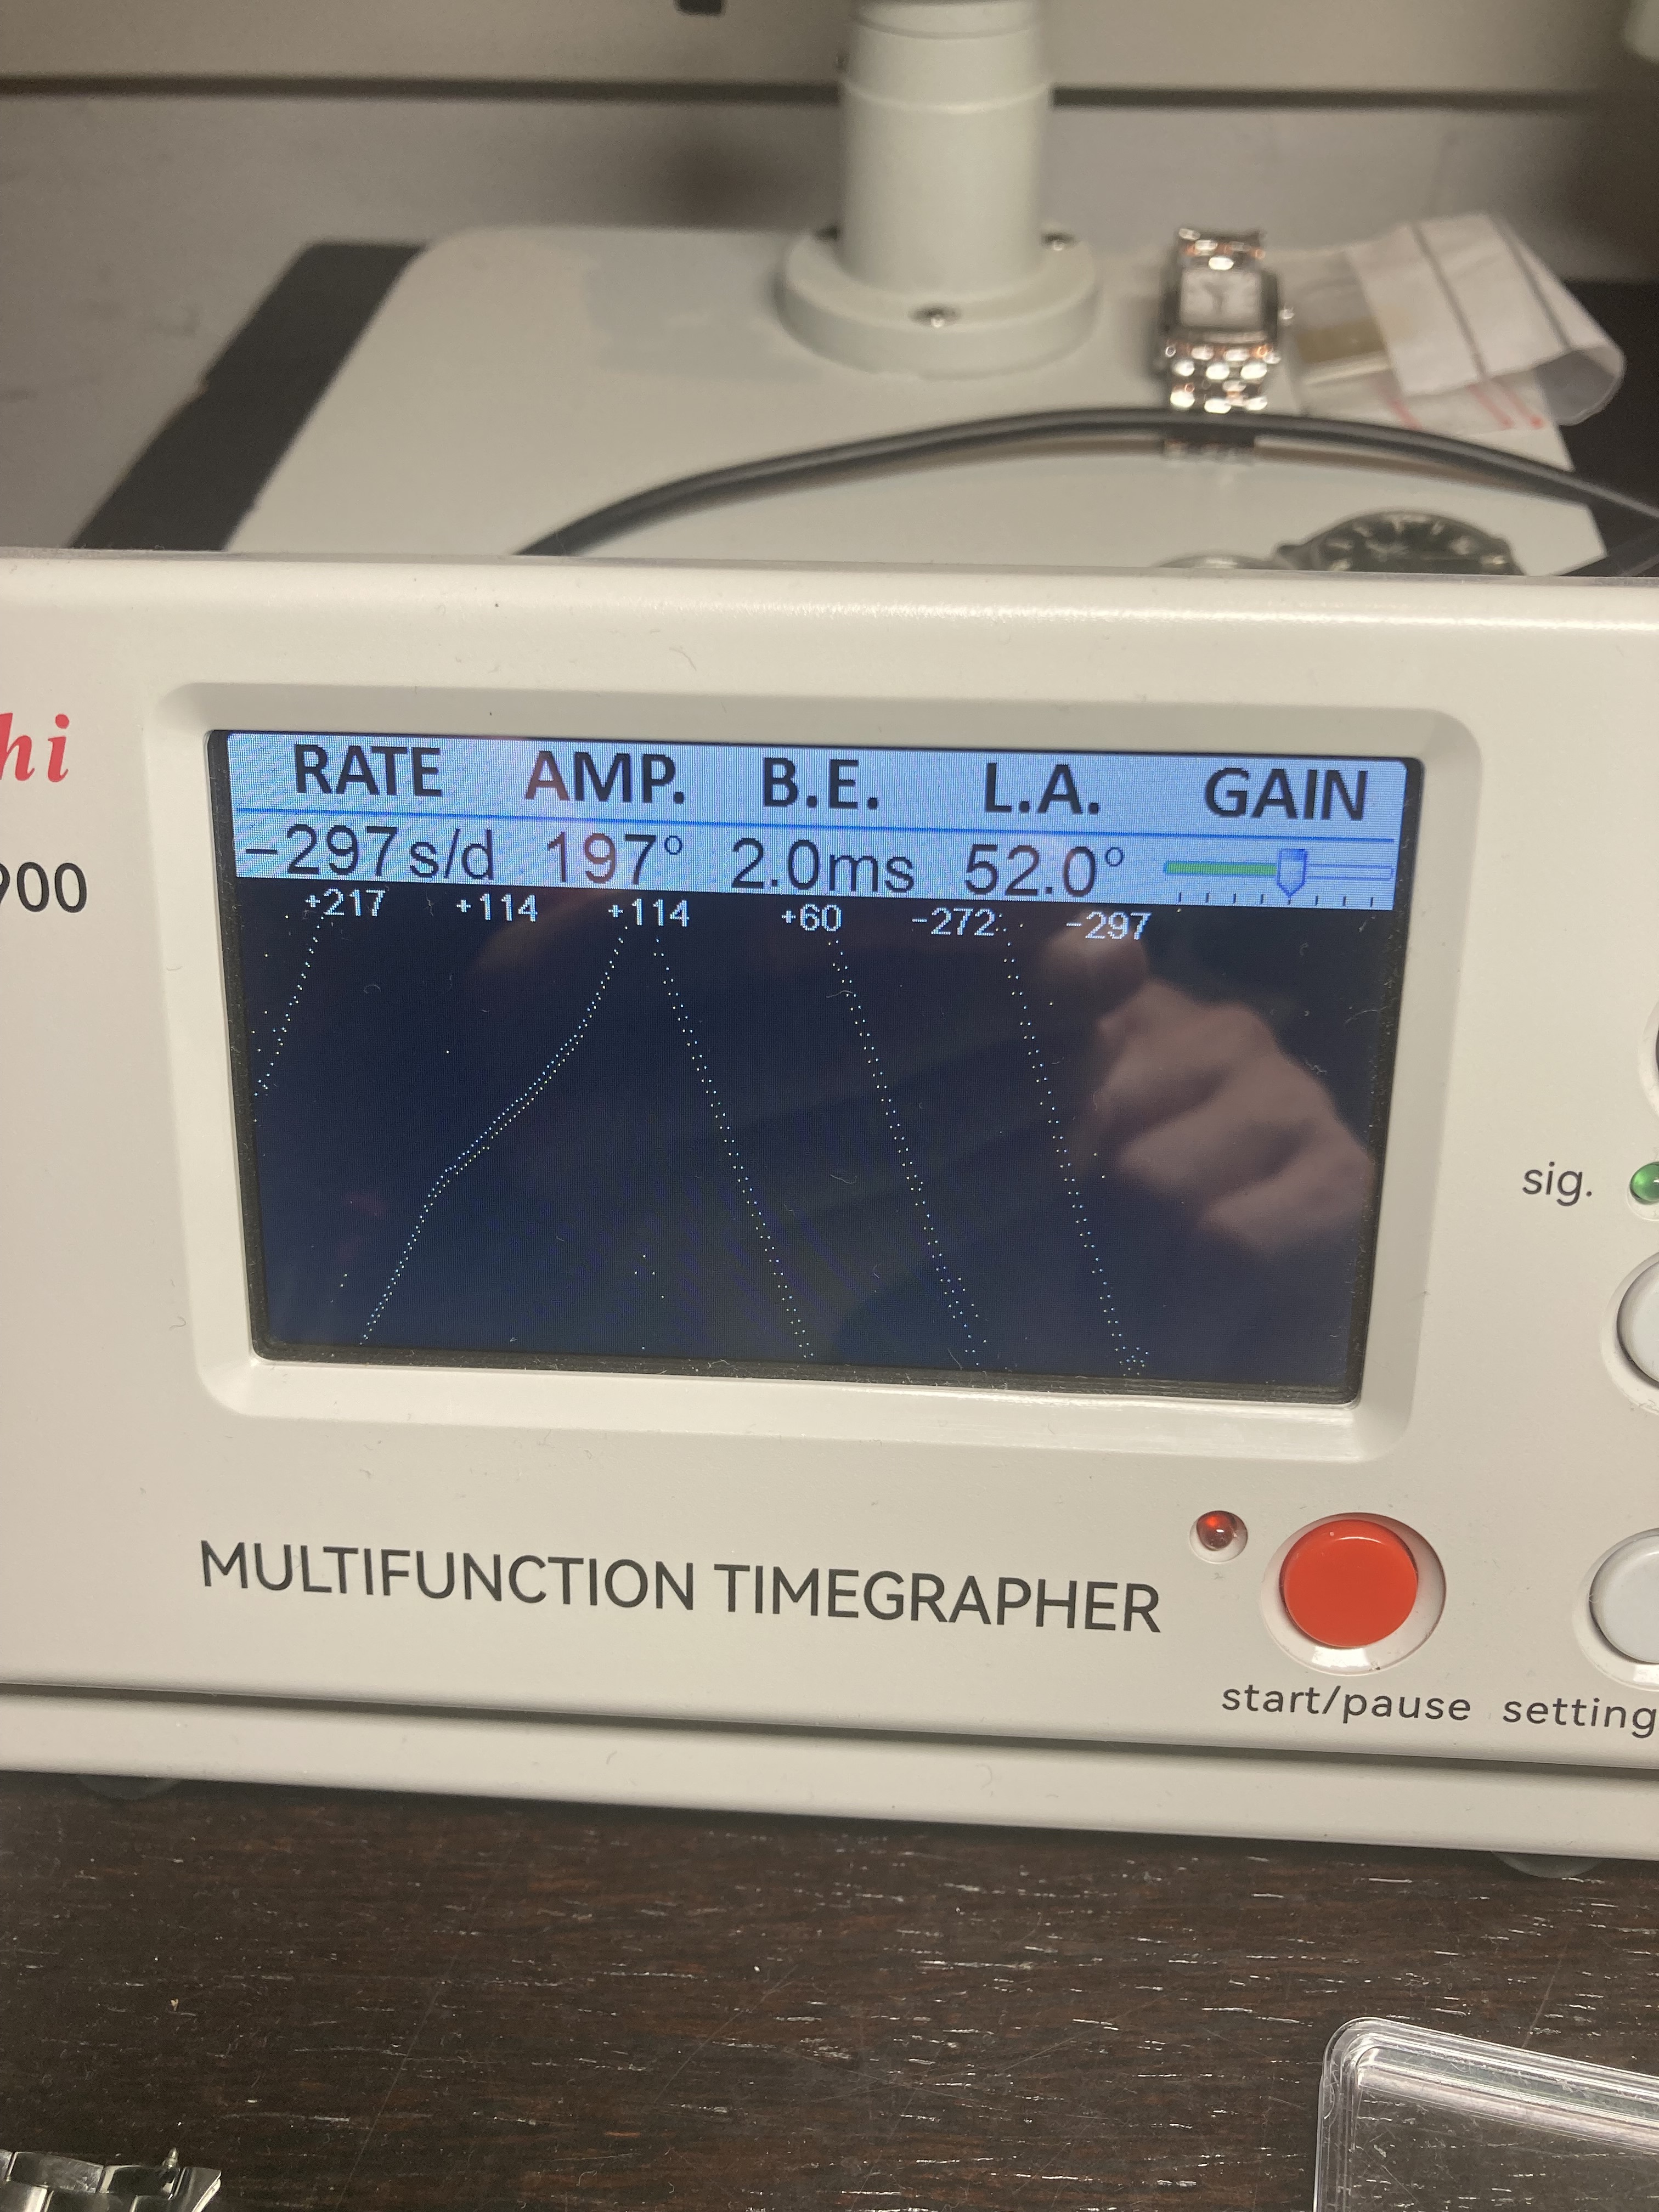 hi
900
RATE AMP. B.E. L.A. GAIN
-297s/d 197° 2.0ms 52.0°
+217 +114 +114 +60 -272 -297
sig.
MULTIFUNCTION TIMEGRAPHER
start/pause setting